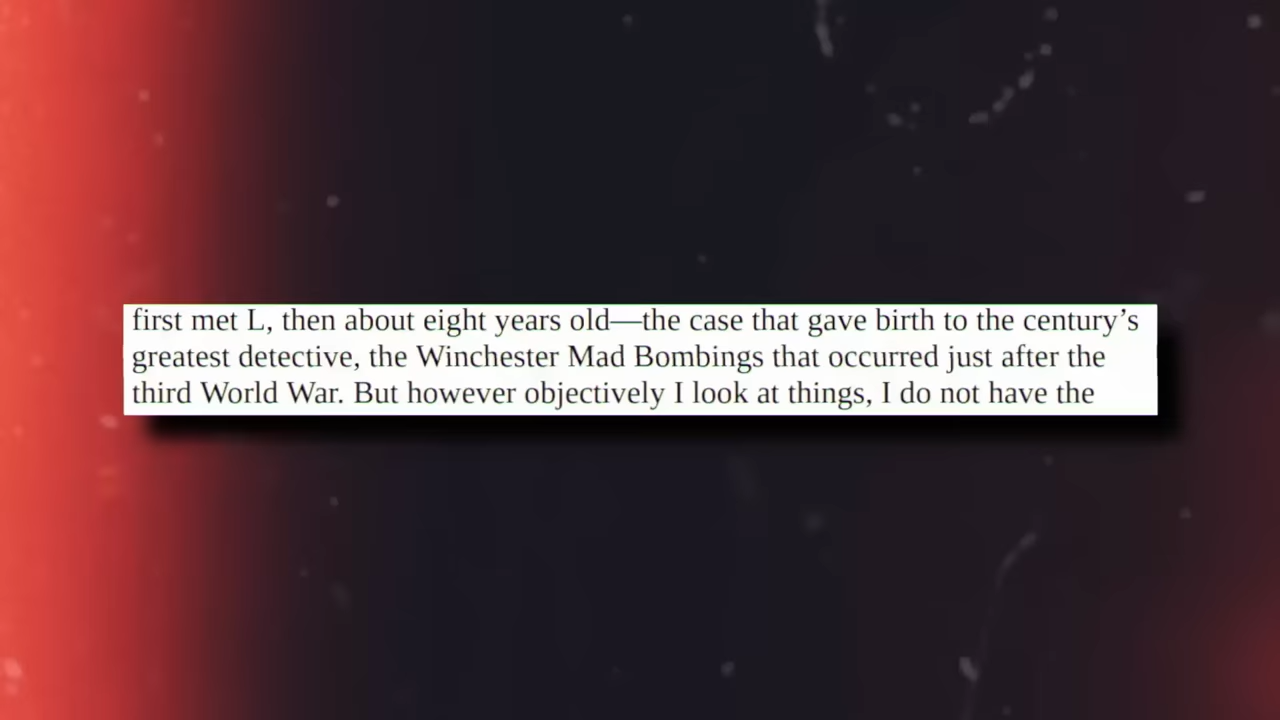 first met L, then about eight years old—the case that gave birth to the century’s
greatest detective, the Winchester Mad Bombings that occurred just after the
third World War. But however objectively I look at things, I do not have the